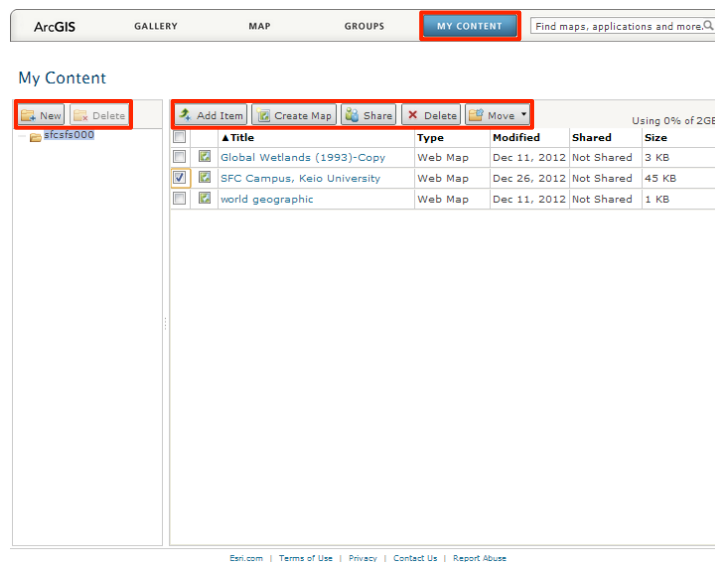 ArcGIS GALLERY MAP GROUPS MY CONTENT Find maps, applications and more.
My Content
New Delete Add Item Create Map Share Delete Move Using 0% of 2GB
sfcsfs000
▲Title Type Modified Shared Size
Global Wetlands (1993)-Copy Web Map Dec 11, 2012 Not Shared 3 KB
SFC Campus, Keio University Web Map Dec 26, 2012 Not Shared 45 KB
world geographic Web Map Dec 11, 2012 Not Shared 1 KB
Esri.com | Terms of Use | Privacy | Contact Us | Report Abuse